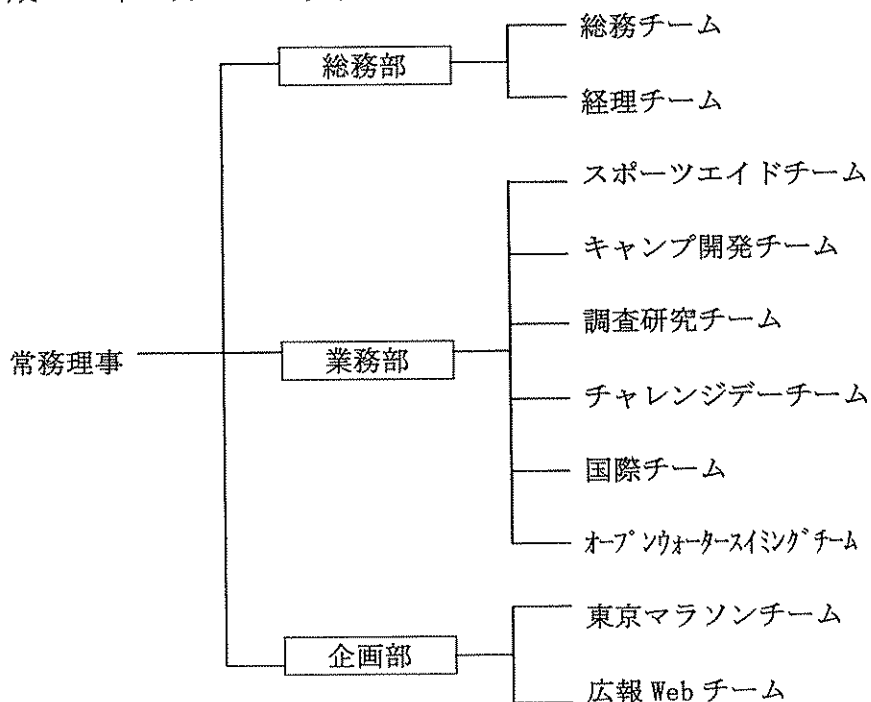 総務チーム
総務部
経理チーム
スポーツエイドチーム
キャンプ開発チーム
調査研究チーム
常務理事
業務部
チャレンジデーチーム
国際チーム
オープンウォータースイミングチーム
東京マラソンチーム
企画部
広報 Web チーム